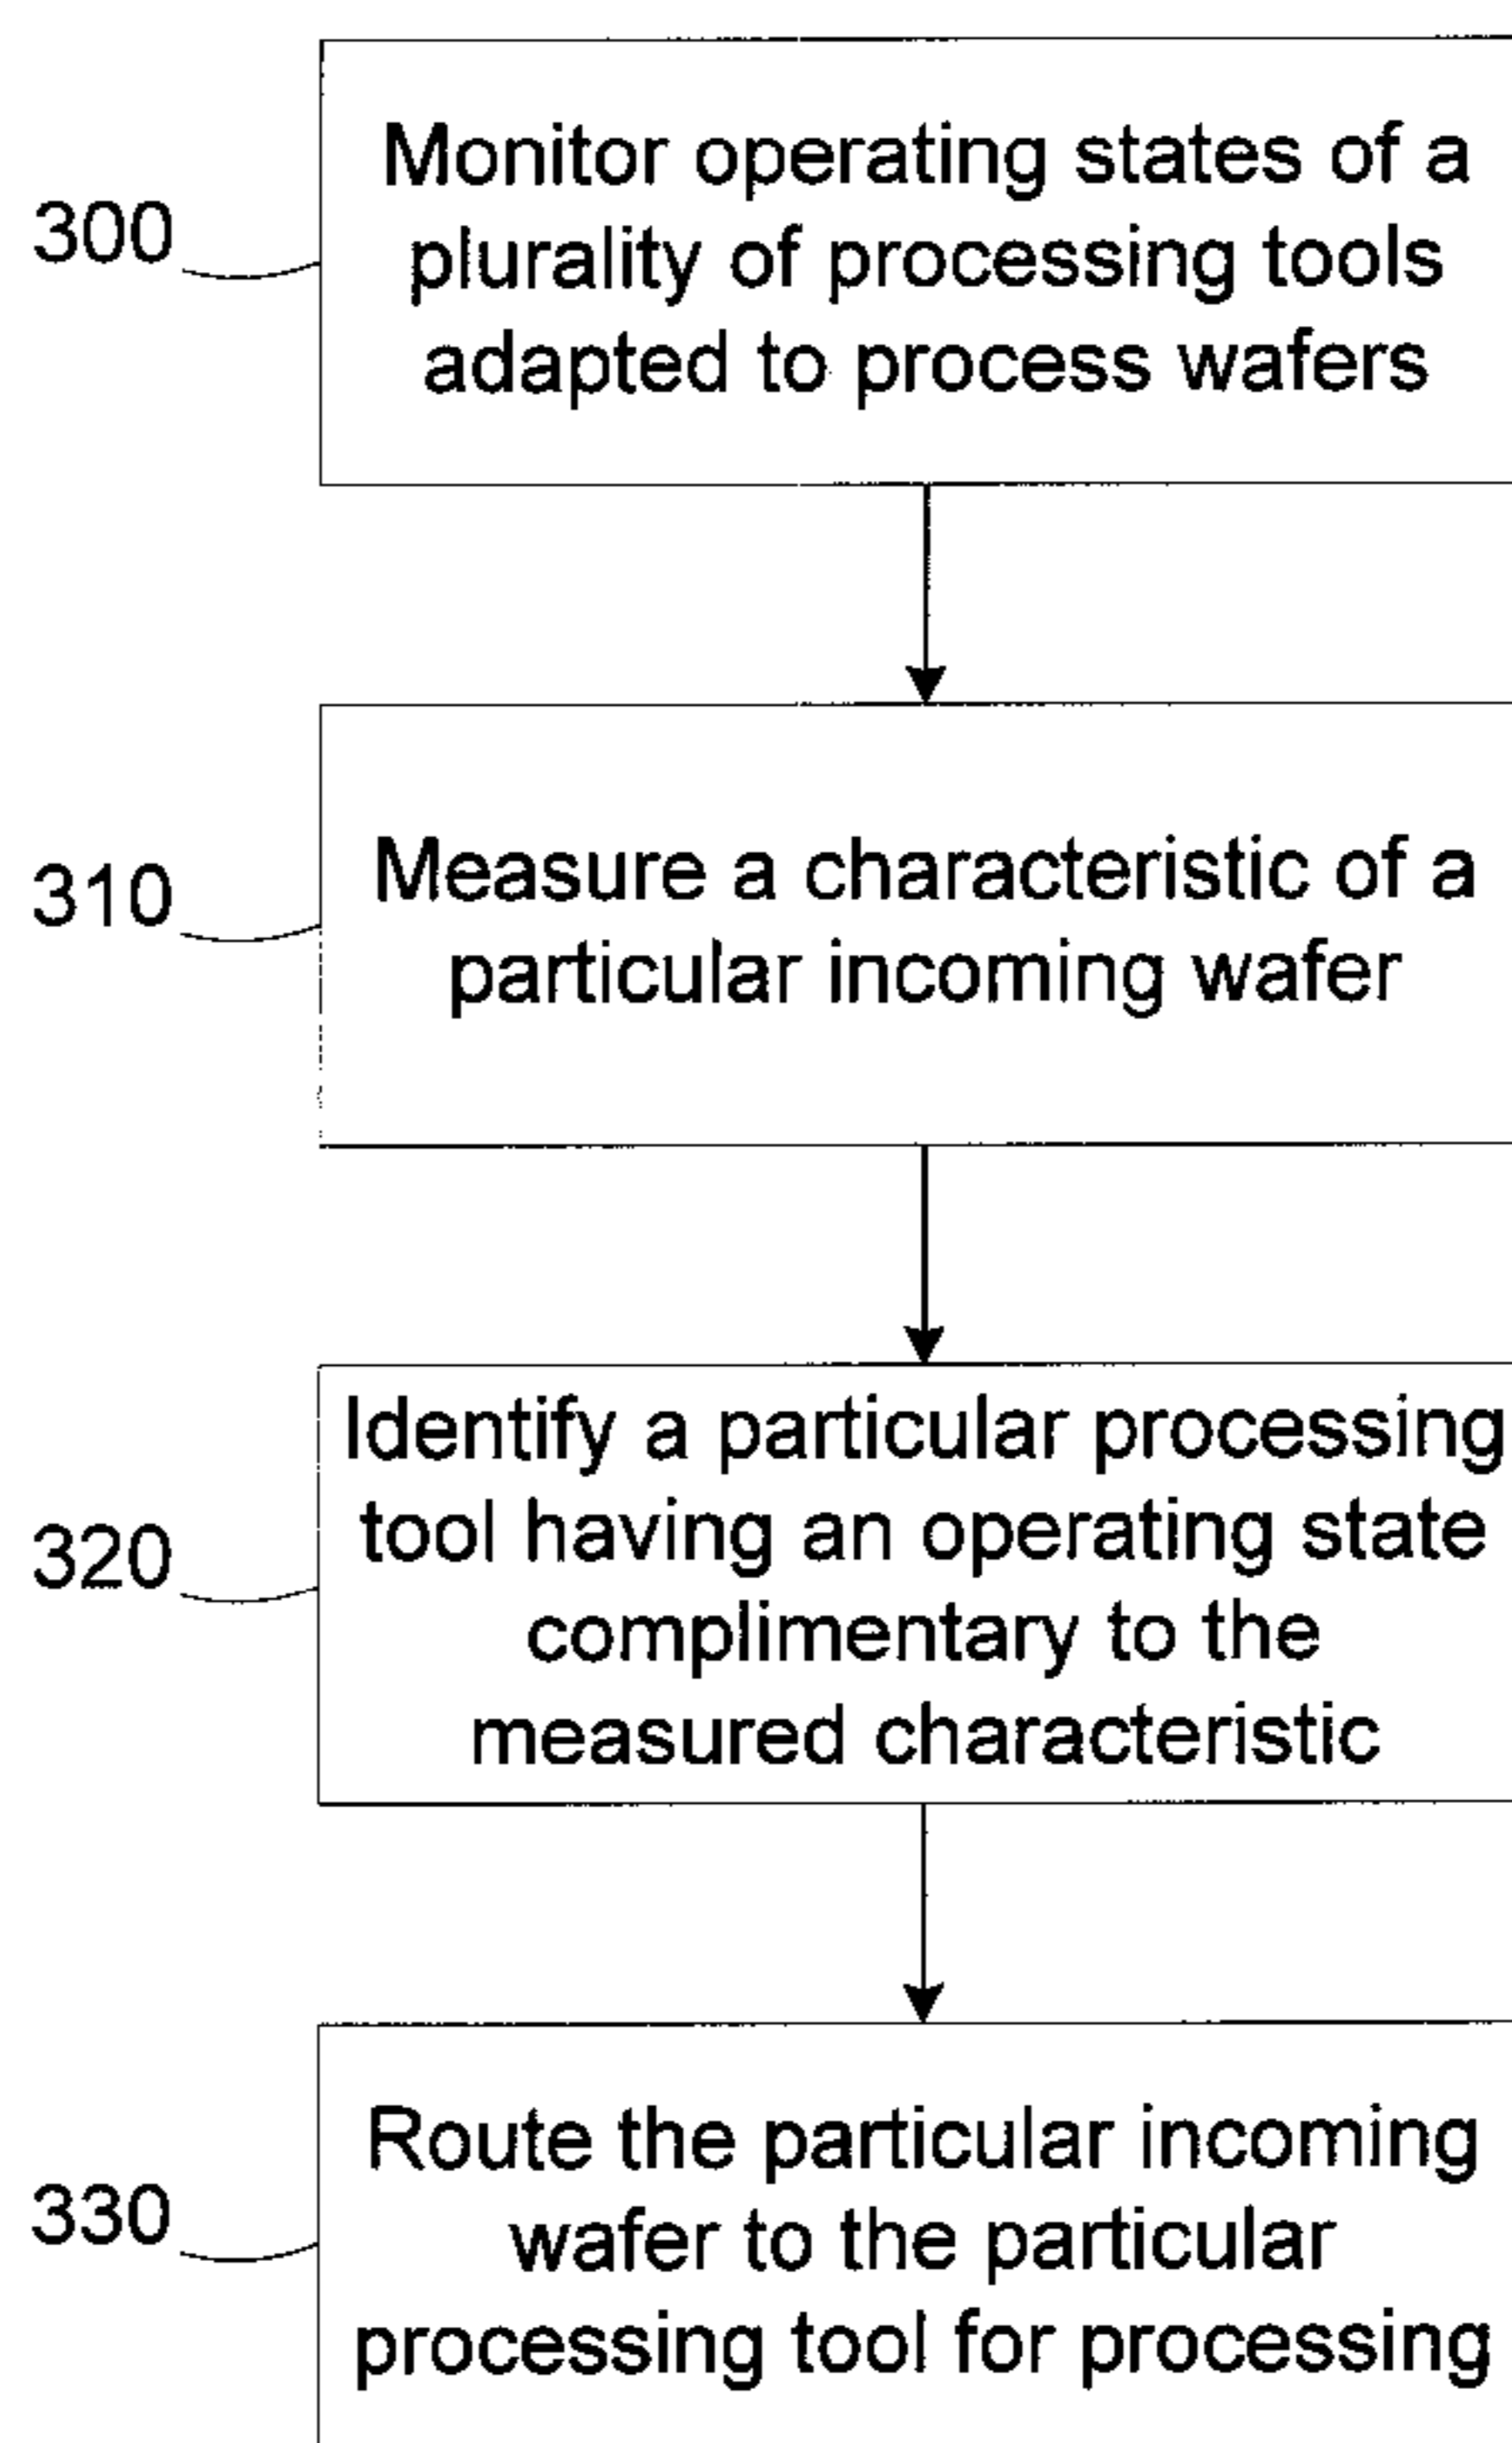 300
Monitor operating states of a
plurality of processing tools
adapted to process wafers
310
Measure a characteristic of a
particular incoming wafer
320
Identify a particular processing
tool having an operating state
complimentary to the
measured characteristic
330
Route the particular incoming
wafer to the particular
processing tool for processing